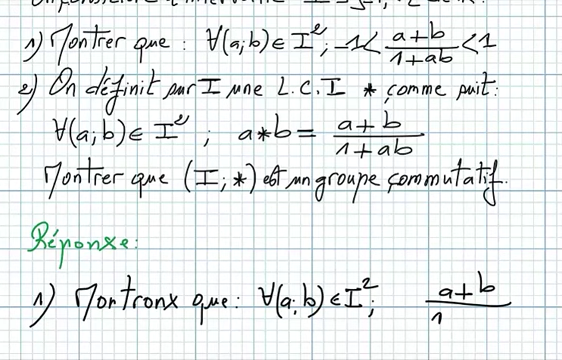 1) Montrer que : ∀(a;b)∈ I², -1< a+b / 1+ab <1
2) On définit sur I une L.C.I * comme suit:
∀(a;b)∈ I² ; a*b = a+b / 1+ab
Montrer que (I;*) est un groupe commutatif.
Réponse:
1) Montrons que: ∀(a;b)∈I²; a+b / 1